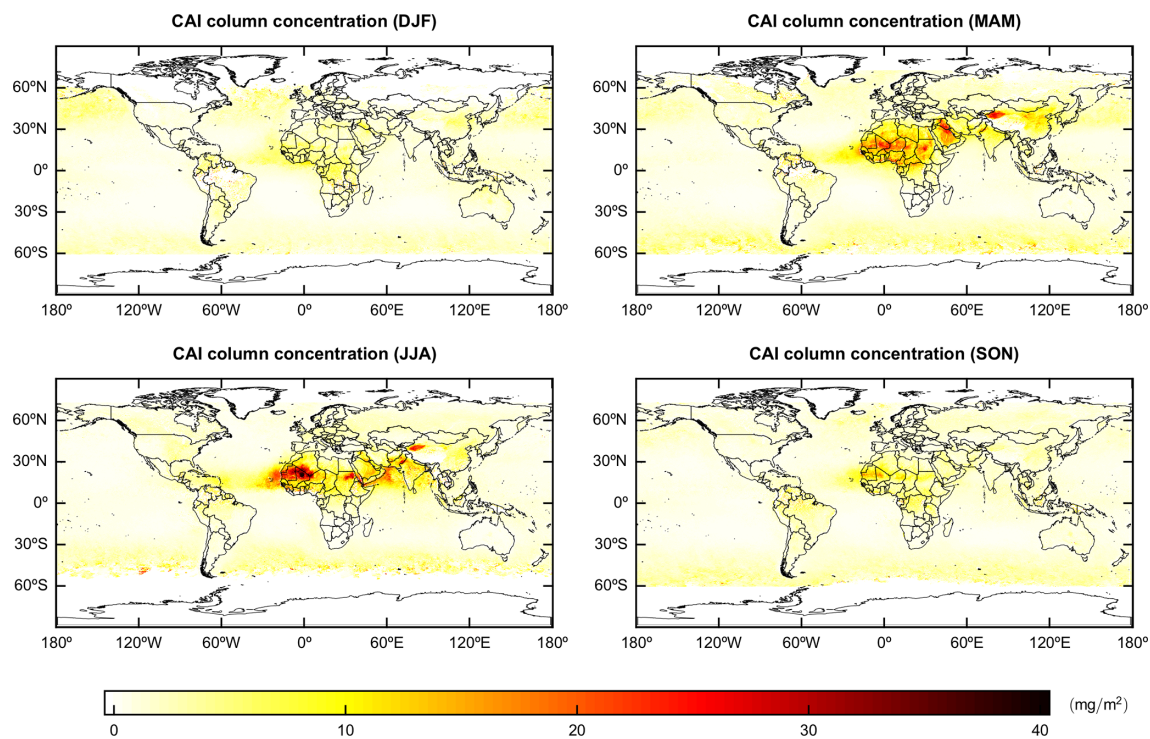 CAI column concentration (DJF)
CAI column concentration (MAM)
60ºN
30ºN
0º
30ºS
60ºS
180º 120ºW 60ºW 0º 60ºE 120ºE 180º
60ºN
30ºN
0º
30ºS
60ºS
180º 120ºW 60ºW 0º 60ºE 120ºE 180º
CAI column concentration (JJA)
CAI column concentration (SON)
60ºN
30ºN
0º
30ºS
60ºS
180º 120ºW 60ºW 0º 60ºE 120ºE 180º
60ºN
30ºN
0º
30ºS
60ºS
180º 120ºW 60ºW 0º 60ºE 120ºE 180º
0 10 20 30 40
(mg/m²)